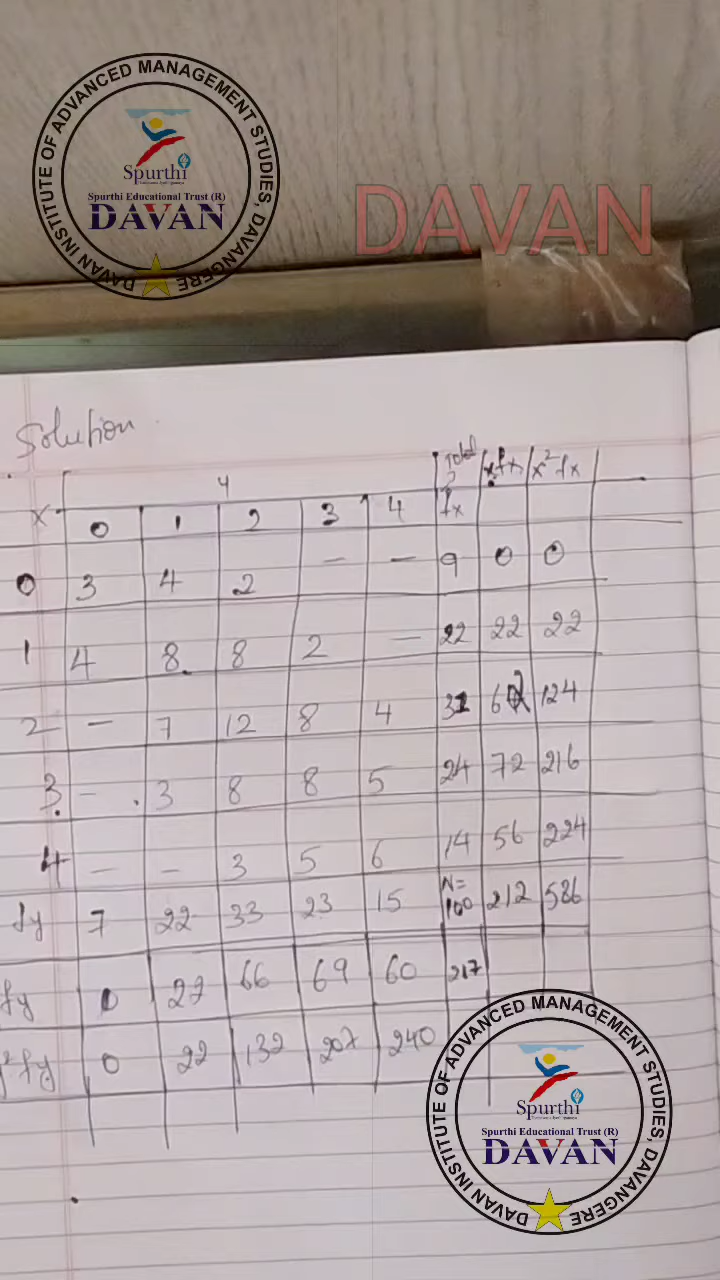 DAVAN INSTITUTE OF ADVANCED MANAGEMENT STUDIES, DAVANGERE
Spurthi
Spurthi Educational Trust (R)
DAVAN
DAVAN
Solution
y Total xfx x² fx
x 0 1 2 3 4 fx
0 3 4 2 — — 9 0 0
1 4 8 8 2 — 22 22 22
2 — 7 12 8 4 31 62 124
3 — 3 8 8 5 24 72 216
4 — — 3 5 6 14 56 224
fy 7 22 33 23 15 N=100 212 586
fy 0 22 66 69 60 217
²fy 0 22 132 207 240
DAVAN INSTITUTE OF ADVANCED MANAGEMENT STUDIES, DAVANGERE
Spurthi
Spurthi Educational Trust (R)
DAVAN